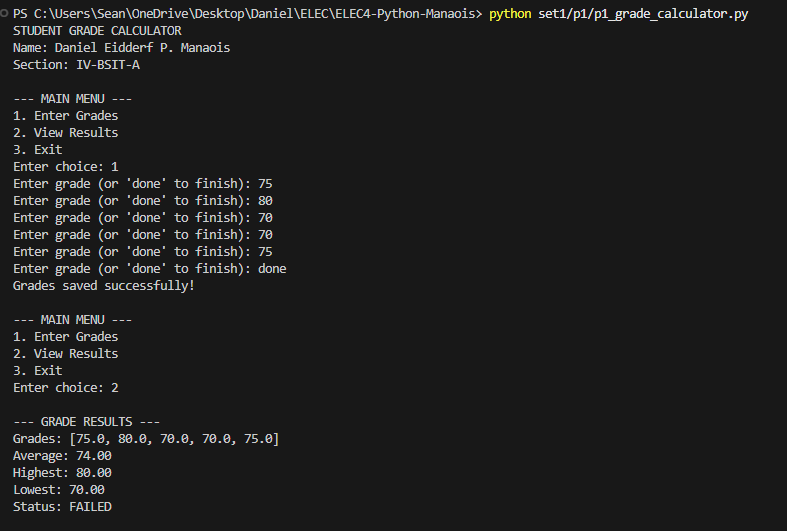 PS C:\Users\Sean\OneDrive\Desktop\Daniel\ELEC\ELEC4-Python-Manaois> python set1/p1/p1_grade_calculator.py
STUDENT GRADE CALCULATOR
Name: Daniel Eidderf P. Manaois
Section: IV-BSIT-A

--- MAIN MENU ---
1. Enter Grades
2. View Results
3. Exit
Enter choice: 1
Enter grade (or 'done' to finish): 75
Enter grade (or 'done' to finish): 80
Enter grade (or 'done' to finish): 70
Enter grade (or 'done' to finish): 70
Enter grade (or 'done' to finish): 75
Enter grade (or 'done' to finish): done
Grades saved successfully!

--- MAIN MENU ---
1. Enter Grades
2. View Results
3. Exit
Enter choice: 2

--- GRADE RESULTS ---
Grades: [75.0, 80.0, 70.0, 70.0, 75.0]
Average: 74.00
Highest: 80.00
Lowest: 70.00
Status: FAILED